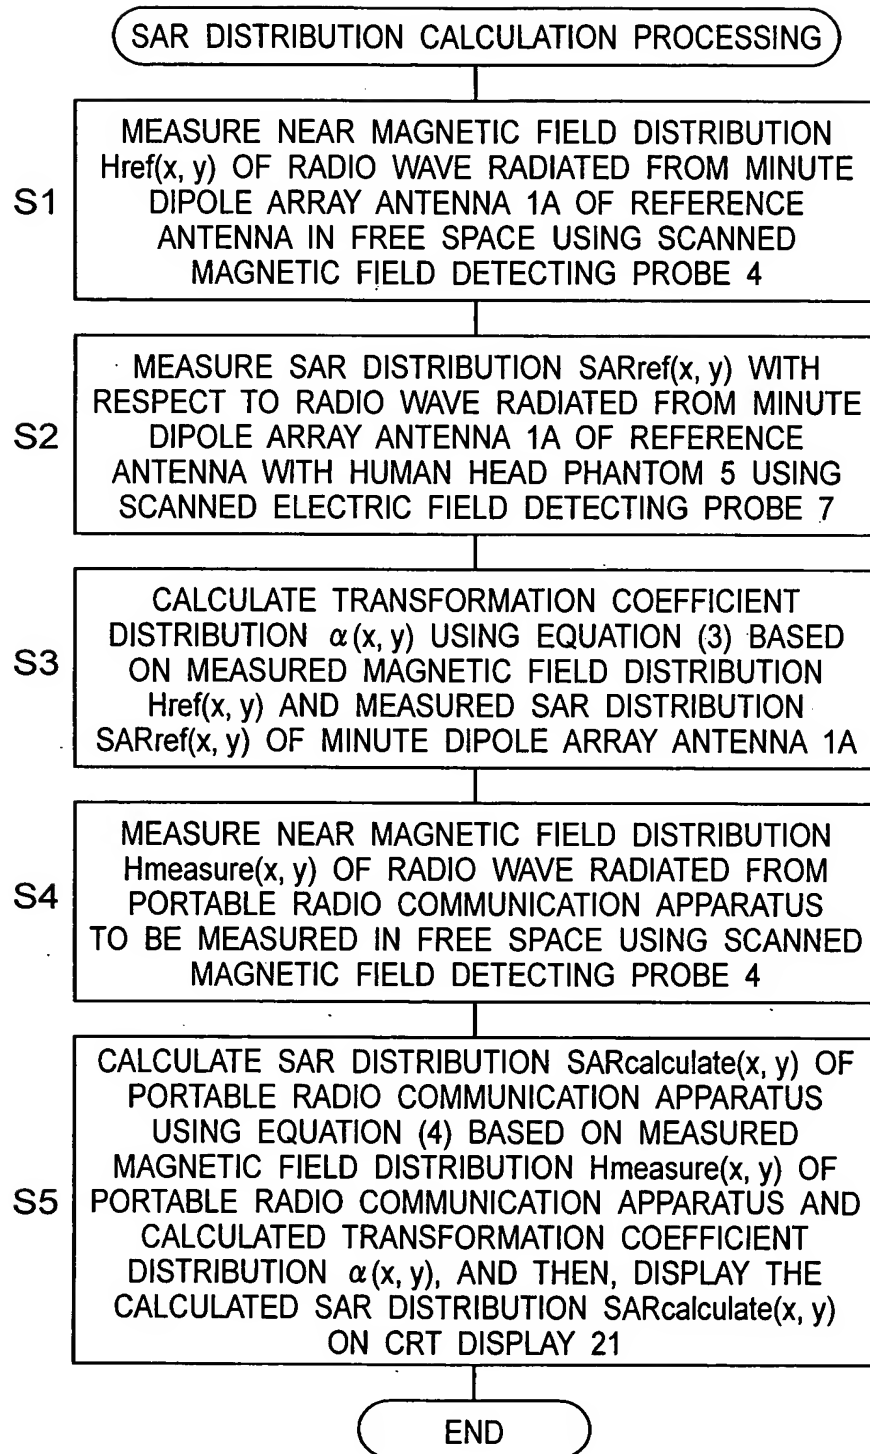 SAR DISTRIBUTION CALCULATION PROCESSING
S1
MEASURE NEAR MAGNETIC FIELD DISTRIBUTION
Href(x, y) OF RADIO WAVE RADIATED FROM MINUTE
DIPOLE ARRAY ANTENNA 1A OF REFERENCE
ANTENNA IN FREE SPACE USING SCANNED
MAGNETIC FIELD DETECTING PROBE 4
S2
MEASURE SAR DISTRIBUTION SARref(x, y) WITH
RESPECT TO RADIO WAVE RADIATED FROM MINUTE
DIPOLE ARRAY ANTENNA 1A OF REFERENCE
ANTENNA WITH HUMAN HEAD PHANTOM 5 USING
SCANNED ELECTRIC FIELD DETECTING PROBE 7
S3
CALCULATE TRANSFORMATION COEFFICIENT
DISTRIBUTION α(x, y) USING EQUATION (3) BASED
ON MEASURED MAGNETIC FIELD DISTRIBUTION
Href(x, y) AND MEASURED SAR DISTRIBUTION
SARref(x, y) OF MINUTE DIPOLE ARRAY ANTENNA 1A
S4
MEASURE NEAR MAGNETIC FIELD DISTRIBUTION
Hmeasure(x, y) OF RADIO WAVE RADIATED FROM
PORTABLE RADIO COMMUNICATION APPARATUS
TO BE MEASURED IN FREE SPACE USING SCANNED
MAGNETIC FIELD DETECTING PROBE 4
S5
CALCULATE SAR DISTRIBUTION SARcalculate(x, y) OF
PORTABLE RADIO COMMUNICATION APPARATUS
USING EQUATION (4) BASED ON MEASURED
MAGNETIC FIELD DISTRIBUTION Hmeasure(x, y) OF
PORTABLE RADIO COMMUNICATION APPARATUS AND
CALCULATED TRANSFORMATION COEFFICIENT
DISTRIBUTION α(x, y), AND THEN, DISPLAY THE
CALCULATED SAR DISTRIBUTION SARcalculate(x, y)
ON CRT DISPLAY 21
END